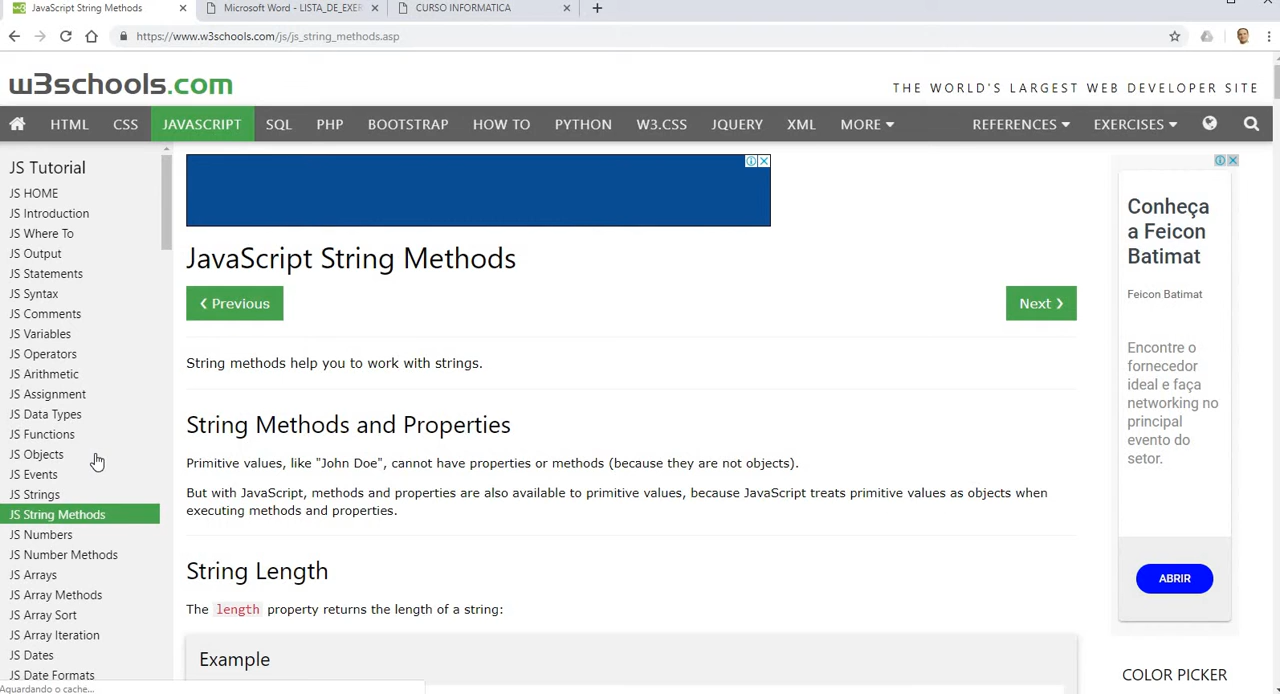 JavaScript String Methods
Microsoft Word - LISTA_DE_EXER
CURSO INFORMATICA
https://www.w3schools.com/js/js_string_methods.asp
w3schools.com
THE WORLD'S LARGEST WEB DEVELOPER SITE
HTML CSS JAVASCRIPT SQL PHP BOOTSTRAP HOW TO PYTHON W3.CSS JQUERY XML MORE REFERENCES EXERCISES
JS Tutorial
JS HOME
JS Introduction
JS Where To
JS Output
JS Statements
JS Syntax
JS Comments
JS Variables
JS Operators
JS Arithmetic
JS Assignment
JS Data Types
JS Functions
JS Objects
JS Events
JS Strings
JS String Methods
JS Numbers
JS Number Methods
JS Arrays
JS Array Methods
JS Array Sort
JS Array Iteration
JS Dates
JS Date Formats
Aguardando o cache...
JavaScript String Methods
❮ Previous
Next ❯
String methods help you to work with strings.
String Methods and Properties
Primitive values, like "John Doe", cannot have properties or methods (because they are not objects).
But with JavaScript, methods and properties are also available to primitive values, because JavaScript treats primitive values as objects when
executing methods and properties.
String Length
The length property returns the length of a string:
Example
Conheça
a Feicon
Batimat
Feicon Batimat
Encontre o
fornecedor
ideal e faça
networking no
principal
evento do
setor.
ABRIR
COLOR PICKER